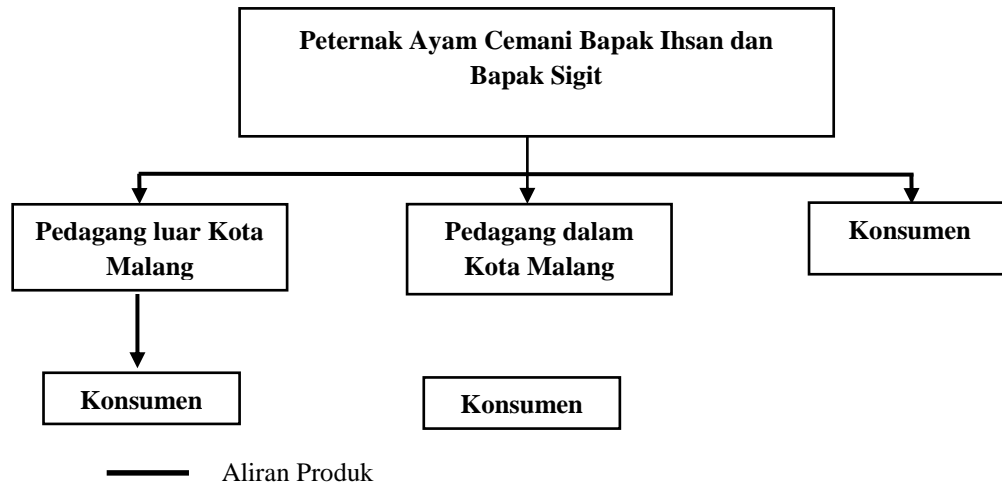 Peternak Ayam Cemani Bapak Ihsan dan
Bapak Sigit
Pedagang luar Kota
Malang
Pedagang dalam
Kota Malang
Konsumen
Konsumen
Konsumen
Aliran Produk